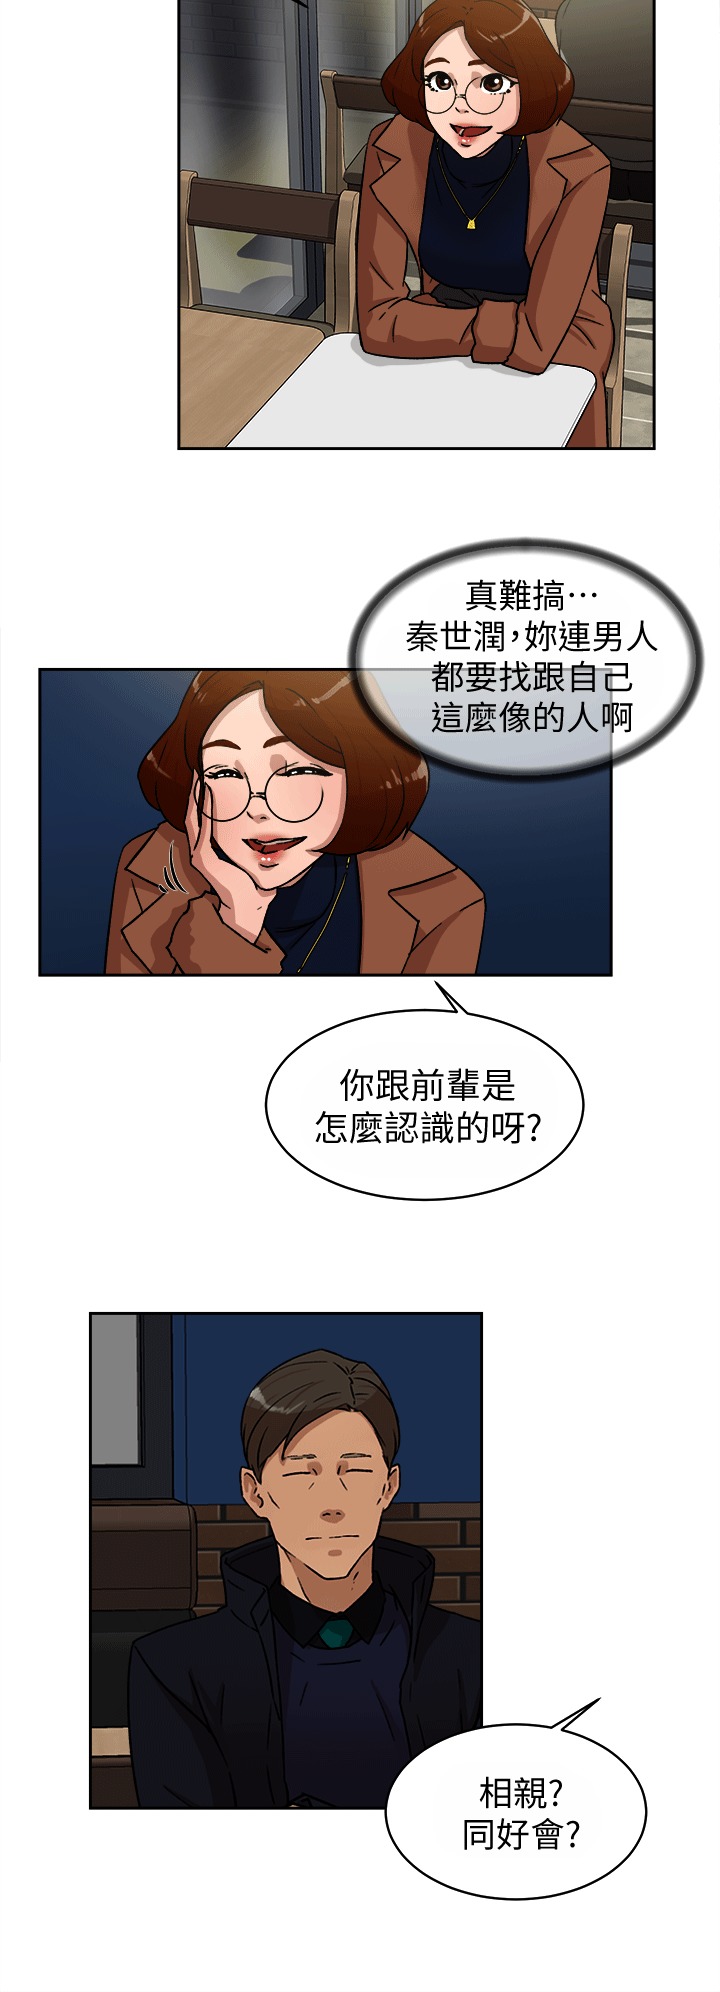 真難搞…
秦世潤,妳連男人
都要找跟自己
這麼像的人啊
你跟前輩是
怎麼認識的呀?
相親?
同好會?